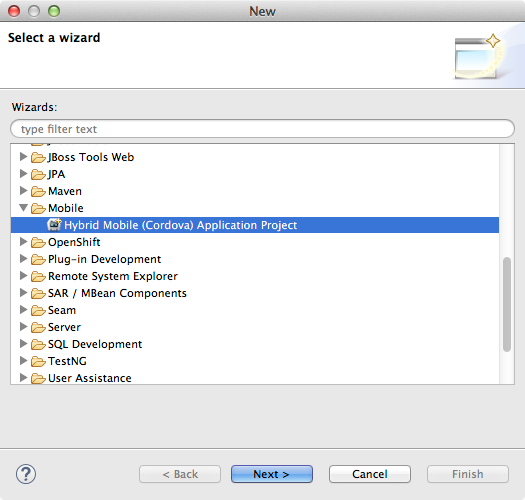 New
Select a wizard
Wizards:
type filter text
JBoss Tools Web
JPA
Maven
Mobile
Hybrid Mobile (Cordova) Application Project
OpenShift
Plug-in Development
Remote System Explorer
SAR / MBean Components
Seam
Server
SQL Development
TestNG
User Assistance
?
< Back
Next >
Cancel
Finish